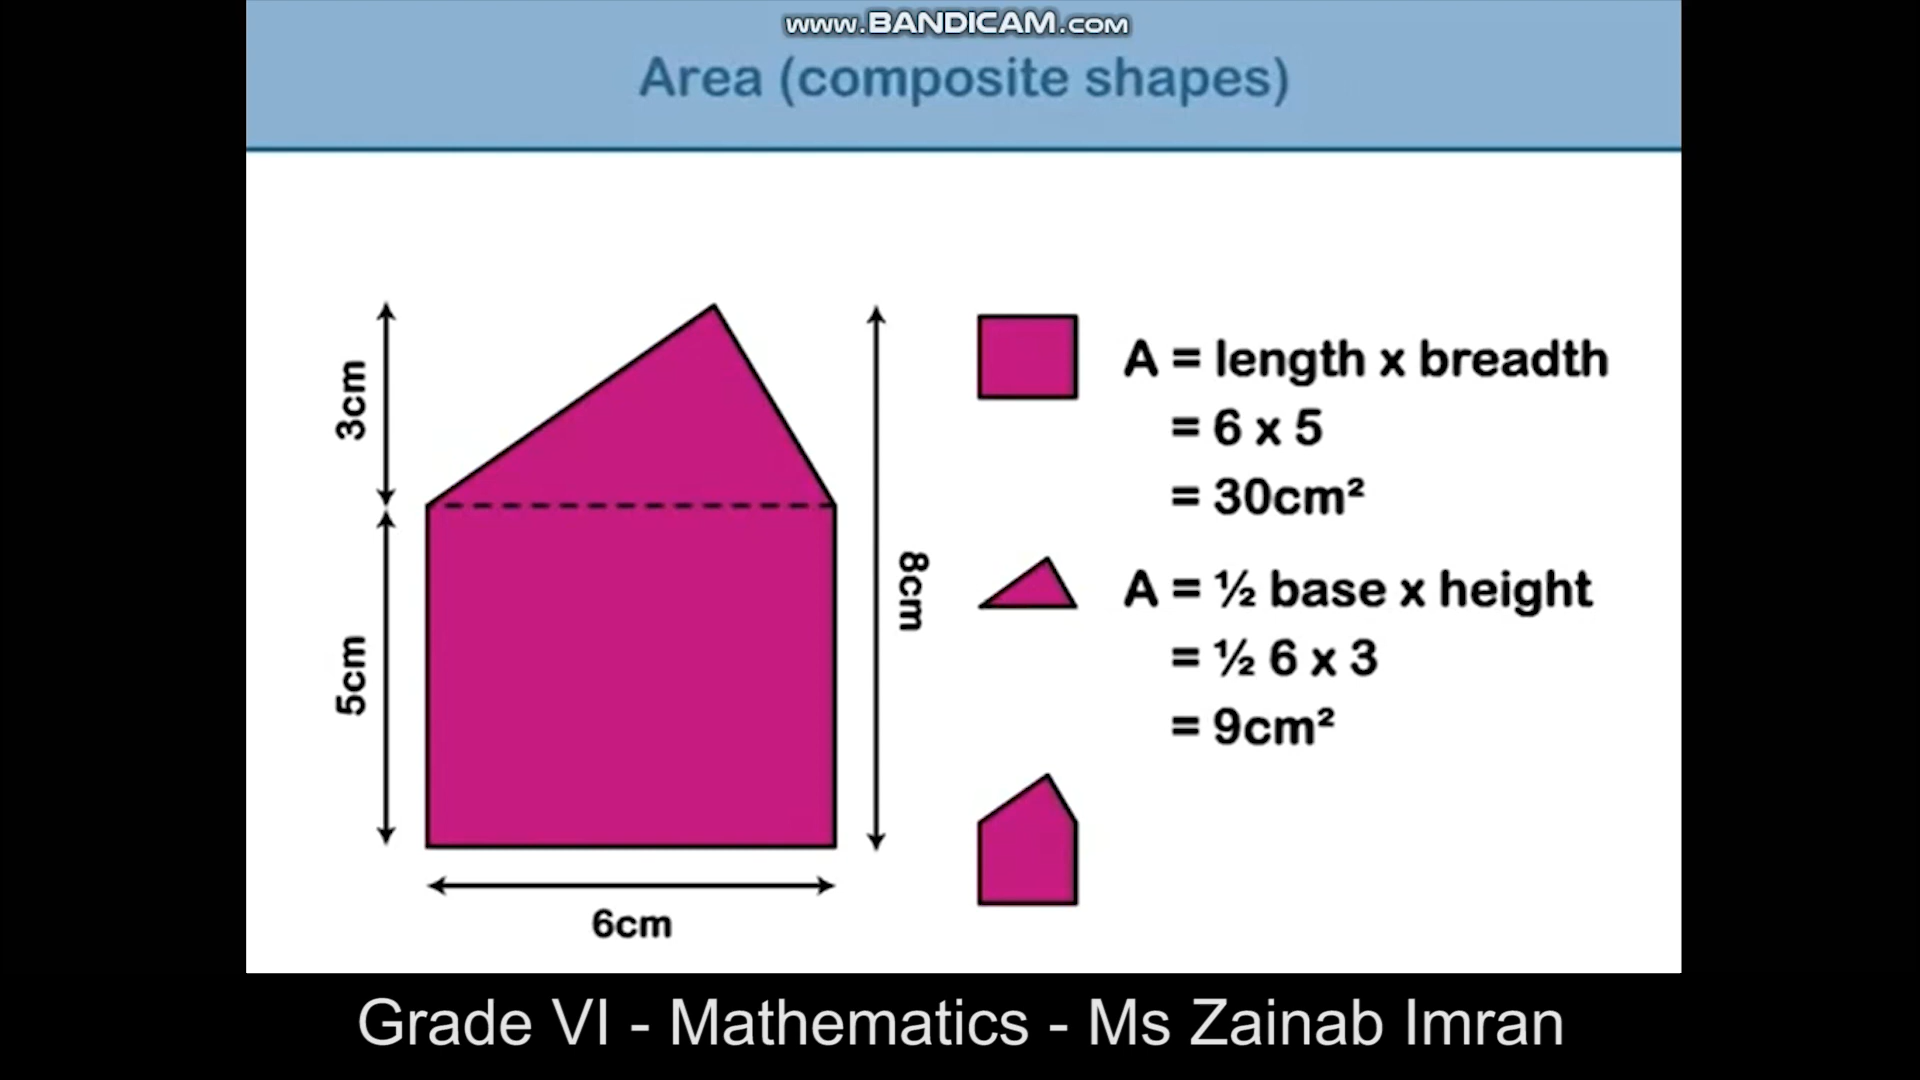 www.BANDICAM.com
Area (composite shapes)
3cm
5cm
8cm
6cm
A = length x breadth
= 6 x 5
= 30cm²
A = ½ base x height
= ½ 6 x 3
= 9cm²
Grade VI - Mathematics - Ms Zainab Imran